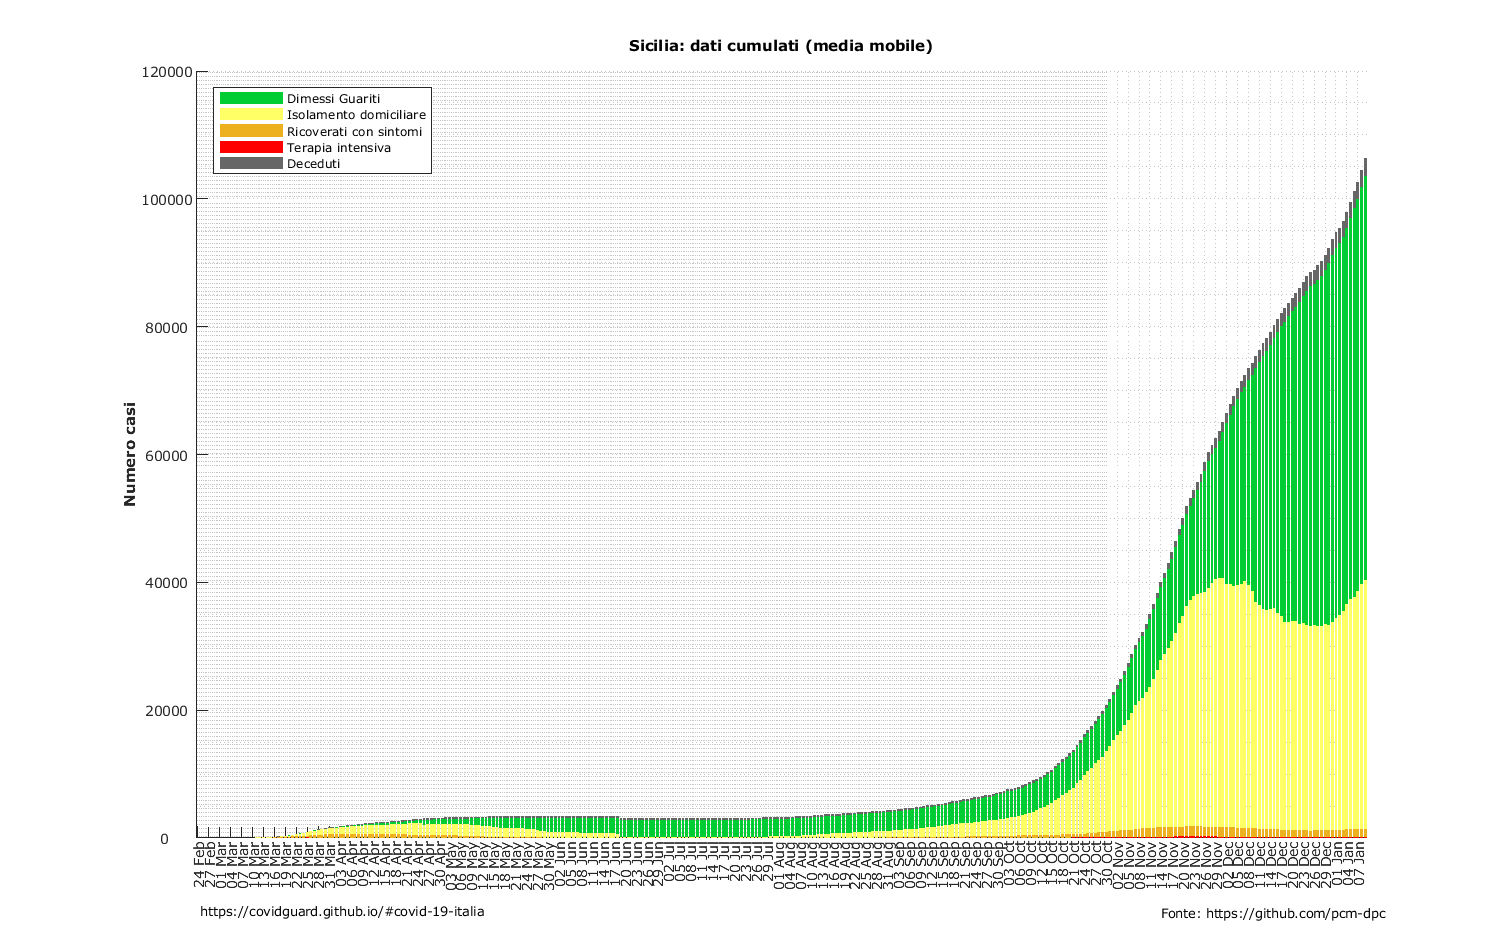 Sicilia: dati cumulati (media mobile)
Dimessi Guariti
Isolamento domiciliare
Ricoverati con sintomi
Terapia intensiva
Deceduti
Numero casi
120000
100000
80000
60000
40000
20000
0
24 Feb
27 Feb
01 Mar
04 Mar
07 Mar
10 Mar
13 Mar
16 Mar
19 Mar
22 Mar
25 Mar
28 Mar
31 Mar
03 Apr
06 Apr
09 Apr
12 Apr
15 Apr
18 Apr
21 Apr
24 Apr
27 Apr
30 Apr
03 May
06 May
09 May
12 May
15 May
18 May
21 May
24 May
27 May
30 May
02 Jun
05 Jun
08 Jun
11 Jun
14 Jun
17 Jun
20 Jun
23 Jun
26 Jun
29 Jun
02 Jul
05 Jul
08 Jul
11 Jul
14 Jul
17 Jul
20 Jul
23 Jul
26 Jul
29 Jul
01 Aug
04 Aug
07 Aug
10 Aug
13 Aug
16 Aug
19 Aug
22 Aug
25 Aug
28 Aug
31 Aug
03 Sep
06 Sep
09 Sep
12 Sep
15 Sep
18 Sep
21 Sep
24 Sep
27 Sep
30 Sep
03 Oct
06 Oct
09 Oct
12 Oct
15 Oct
18 Oct
21 Oct
24 Oct
27 Oct
30 Oct
02 Nov
05 Nov
08 Nov
11 Nov
14 Nov
17 Nov
20 Nov
23 Nov
26 Nov
29 Nov
02 Dec
05 Dec
08 Dec
11 Dec
14 Dec
17 Dec
20 Dec
23 Dec
26 Dec
29 Dec
01 Jan
04 Jan
07 Jan
https://covidguard.github.io/#covid-19-italia
Fonte: https://github.com/pcm-dpc